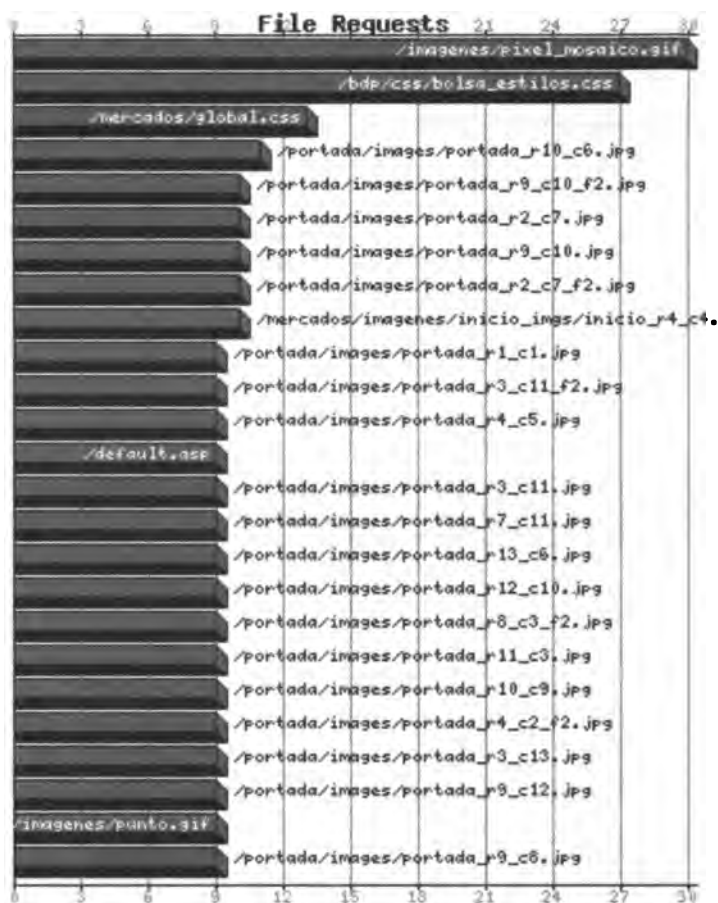 File Requests
0 3 6 9 12 15 18 21 24 27 30
/imagenes/pixel_mosaico.gif
/bdp/css/bolsa_estilos.css
/mercados/global.css
/portada/images/portada_r10_c6.jpg
/portada/images/portada_r9_c10_f2.jpg
/portada/images/portada_r2_c7.jpg
/portada/images/portada_r9_c10.jpg
/portada/images/portada_r2_c7_f2.jpg
/mercados/imagenes/inicio_imgs/inicio_r4_c4.
/portada/images/portada_r1_c1.jpg
/portada/images/portada_r3_c11_f2.jpg
/portada/images/portada_r4_c5.jpg
/default.asp
/portada/images/portada_r3_c11.jpg
/portada/images/portada_r7_c11.jpg
/portada/images/portada_r13_c6.jpg
/portada/images/portada_r12_c10.jpg
/portada/images/portada_r8_c3_f2.jpg
/portada/images/portada_r11_c3.jpg
/portada/images/portada_r10_c9.jpg
/portada/images/portada_r4_c2_f2.jpg
/portada/images/portada_r3_c13.jpg
/portada/images/portada_r9_c12.jpg
/imagenes/punto.gif
/portada/images/portada_r9_c8.jpg
0 3 6 9 12 15 18 21 24 27 30